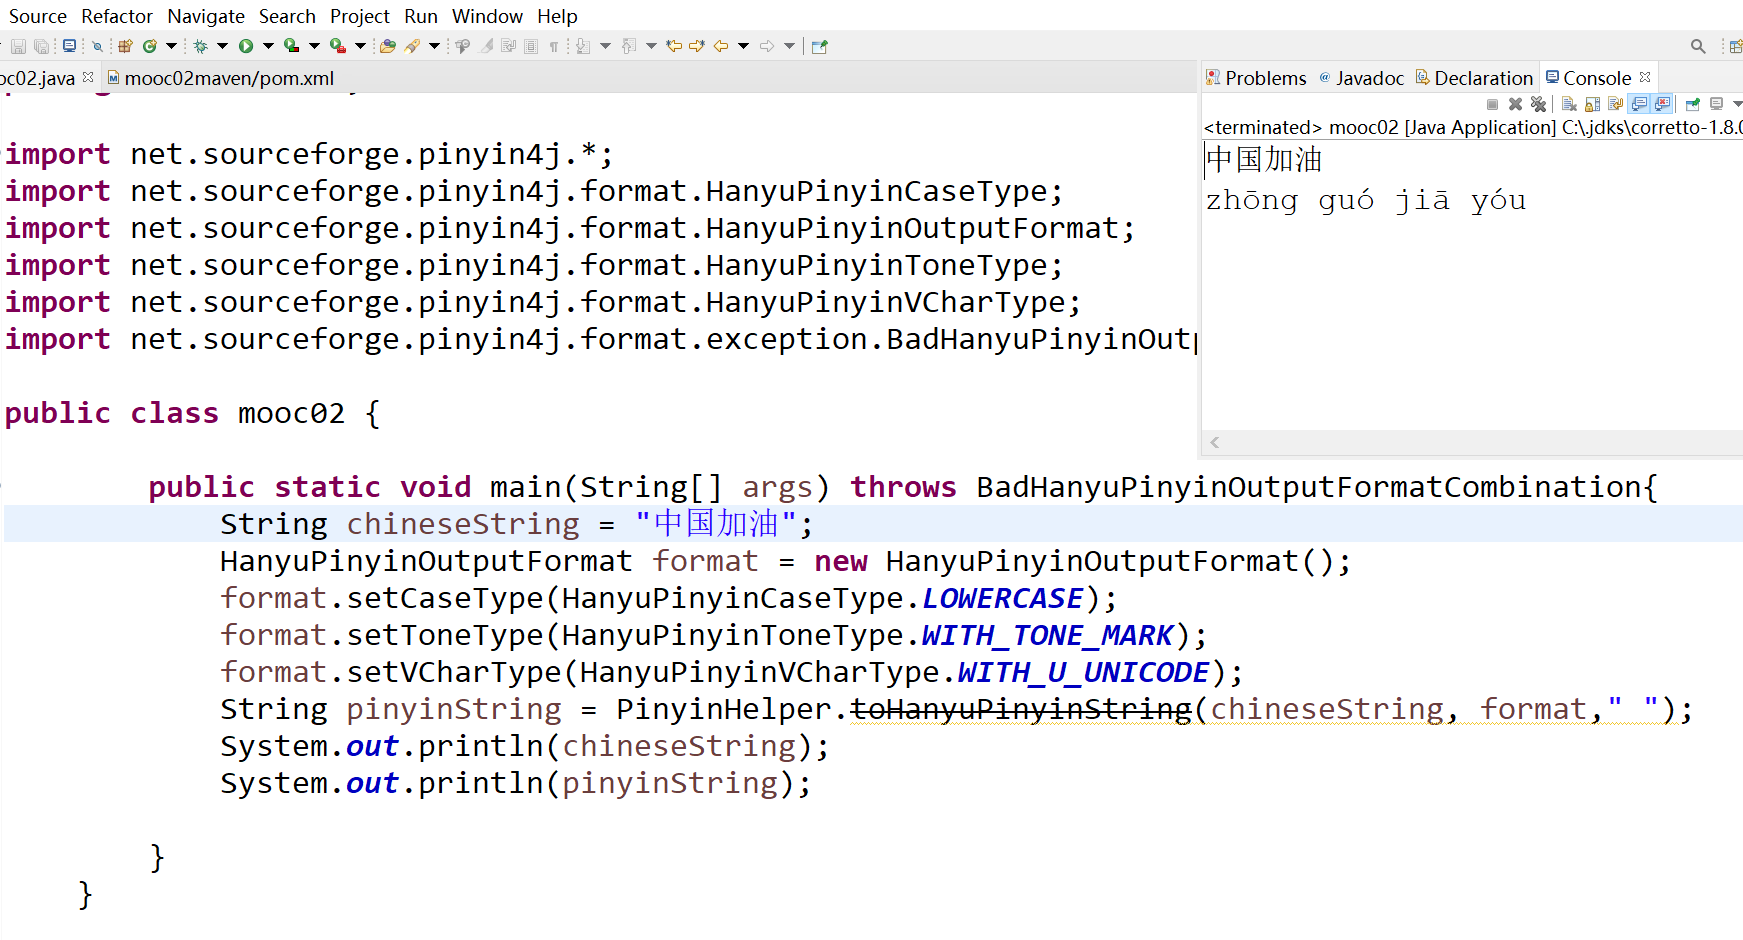 Source Refactor Navigate Search Project Run Window Help
oc02.java mooc02maven/pom.xml
import net.sourceforge.pinyin4j.*;
import net.sourceforge.pinyin4j.format.HanyuPinyinCaseType;
import net.sourceforge.pinyin4j.format.HanyuPinyinOutputFormat;
import net.sourceforge.pinyin4j.format.HanyuPinyinToneType;
import net.sourceforge.pinyin4j.format.HanyuPinyinVCharType;
import net.sourceforge.pinyin4j.format.exception.BadHanyuPinyinOutp
public class mooc02 {
public static void main(String[] args) throws BadHanyuPinyinOutputFormatCombination{
String chineseString = "中国加油";
HanyuPinyinOutputFormat format = new HanyuPinyinOutputFormat();
format.setCaseType(HanyuPinyinCaseType.LOWERCASE);
format.setToneType(HanyuPinyinToneType.WITH_TONE_MARK);
format.setVCharType(HanyuPinyinVCharType.WITH_U_UNICODE);
String pinyinString = PinyinHelper.toHanyuPinyinString(chineseString, format," ");
System.out.println(chineseString);
System.out.println(pinyinString);
}
}
Problems Javadoc Declaration Console
<terminated> mooc02 [Java Application] C:\.jdks\corretto-1.8.0
中国加油
zhōng guó jiā yóu